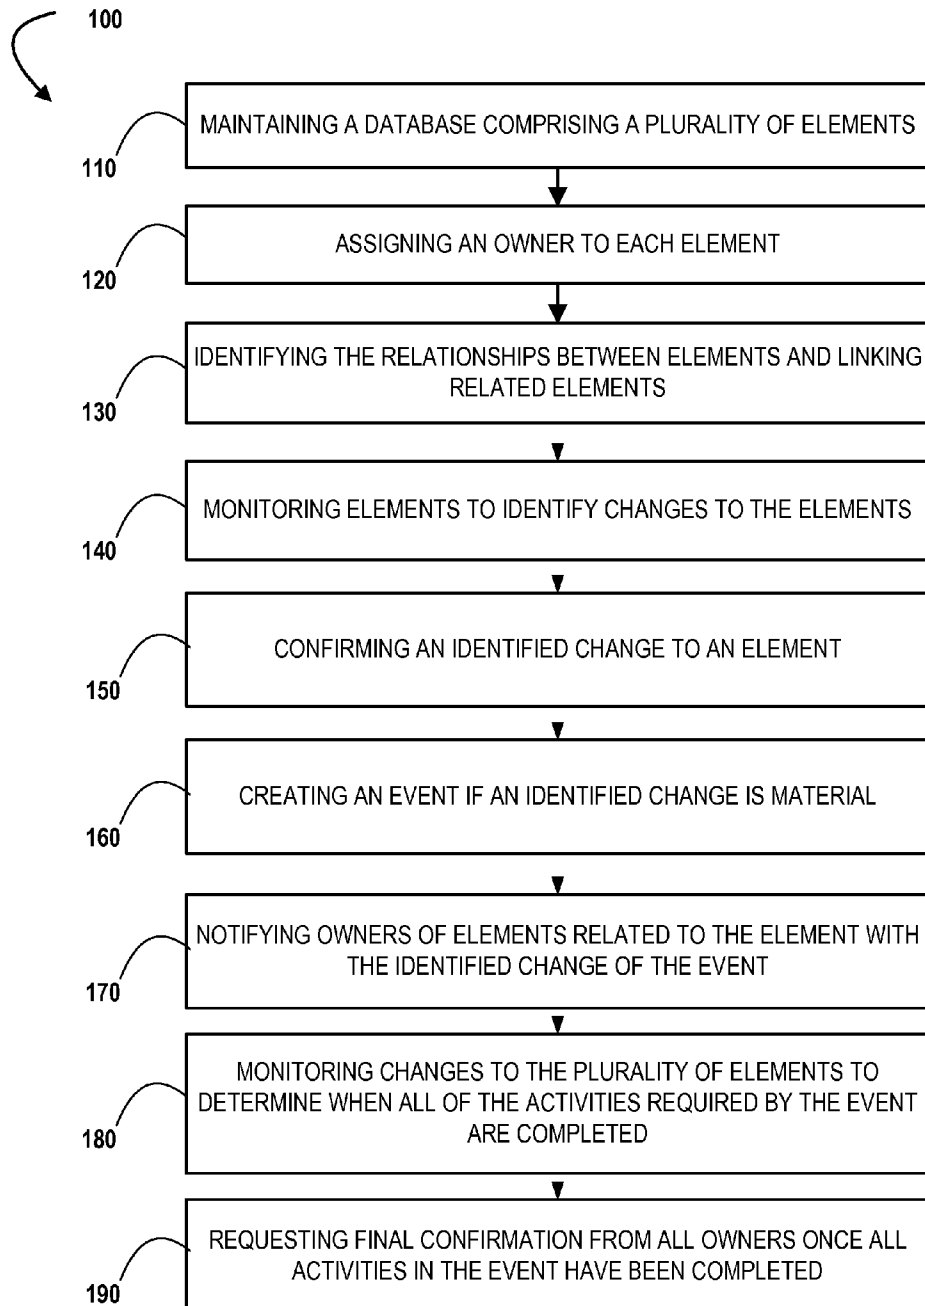 100
MAINTAINING A DATABASE COMPRISING A PLURALITY OF ELEMENTS
110
ASSIGNING AN OWNER TO EACH ELEMENT
120
IDENTIFYING THE RELATIONSHIPS BETWEEN ELEMENTS AND LINKING
RELATED ELEMENTS
130
MONITORING ELEMENTS TO IDENTIFY CHANGES TO THE ELEMENTS
140
CONFIRMING AN IDENTIFIED CHANGE TO AN ELEMENT
150
CREATING AN EVENT IF AN IDENTIFIED CHANGE IS MATERIAL
160
NOTIFYING OWNERS OF ELEMENTS RELATED TO THE ELEMENT WITH
THE IDENTIFIED CHANGE OF THE EVENT
170
MONITORING CHANGES TO THE PLURALITY OF ELEMENTS TO
DETERMINE WHEN ALL OF THE ACTIVITIES REQUIRED BY THE EVENT
ARE COMPLETED
180
REQUESTING FINAL CONFIRMATION FROM ALL OWNERS ONCE ALL
ACTIVITIES IN THE EVENT HAVE BEEN COMPLETED
190